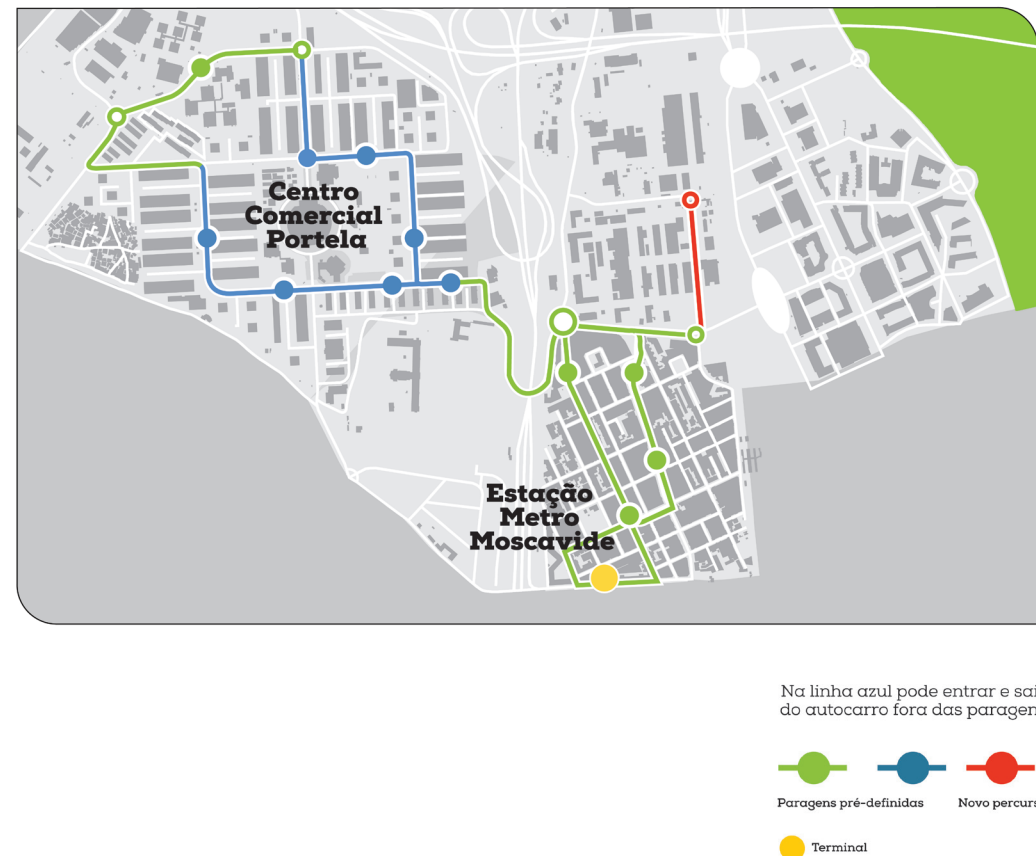 Centro
Comercial
Portela
Estação
Metro
Moscavide
Na linha azul pode entrar e sai
do autocarro fora das paragen
Paragens pré-definidas
Novo percurs
Terminal